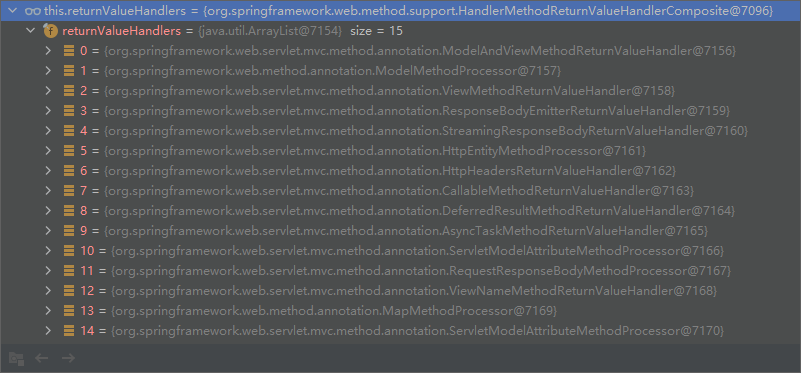 this.returnValueHandlers = {org.springframework.web.method.support.HandlerMethodReturnValueHandlerComposite@7096}
f returnValueHandlers = {java.util.ArrayList@7154} size = 15
0 = {org.springframework.web.servlet.mvc.method.annotation.ModelAndViewMethodReturnValueHandler@7156}
1 = {org.springframework.web.method.annotation.ModelMethodProcessor@7157}
2 = {org.springframework.web.servlet.mvc.method.annotation.ViewMethodReturnValueHandler@7158}
3 = {org.springframework.web.servlet.mvc.method.annotation.ResponseBodyEmitterReturnValueHandler@7159}
4 = {org.springframework.web.servlet.mvc.method.annotation.StreamingResponseBodyReturnValueHandler@7160}
5 = {org.springframework.web.servlet.mvc.method.annotation.HttpEntityMethodProcessor@7161}
6 = {org.springframework.web.servlet.mvc.method.annotation.HttpHeadersReturnValueHandler@7162}
7 = {org.springframework.web.servlet.mvc.method.annotation.CallableMethodReturnValueHandler@7163}
8 = {org.springframework.web.servlet.mvc.method.annotation.DeferredResultMethodReturnValueHandler@7164}
9 = {org.springframework.web.servlet.mvc.method.annotation.AsyncTaskMethodReturnValueHandler@7165}
10 = {org.springframework.web.servlet.mvc.method.annotation.ServletModelAttributeMethodProcessor@7166}
11 = {org.springframework.web.servlet.mvc.method.annotation.RequestResponseBodyMethodProcessor@7167}
12 = {org.springframework.web.servlet.mvc.method.annotation.ViewNameMethodReturnValueHandler@7168}
13 = {org.springframework.web.method.annotation.MapMethodProcessor@7169}
14 = {org.springframework.web.servlet.mvc.method.annotation.ServletModelAttributeMethodProcessor@7170}